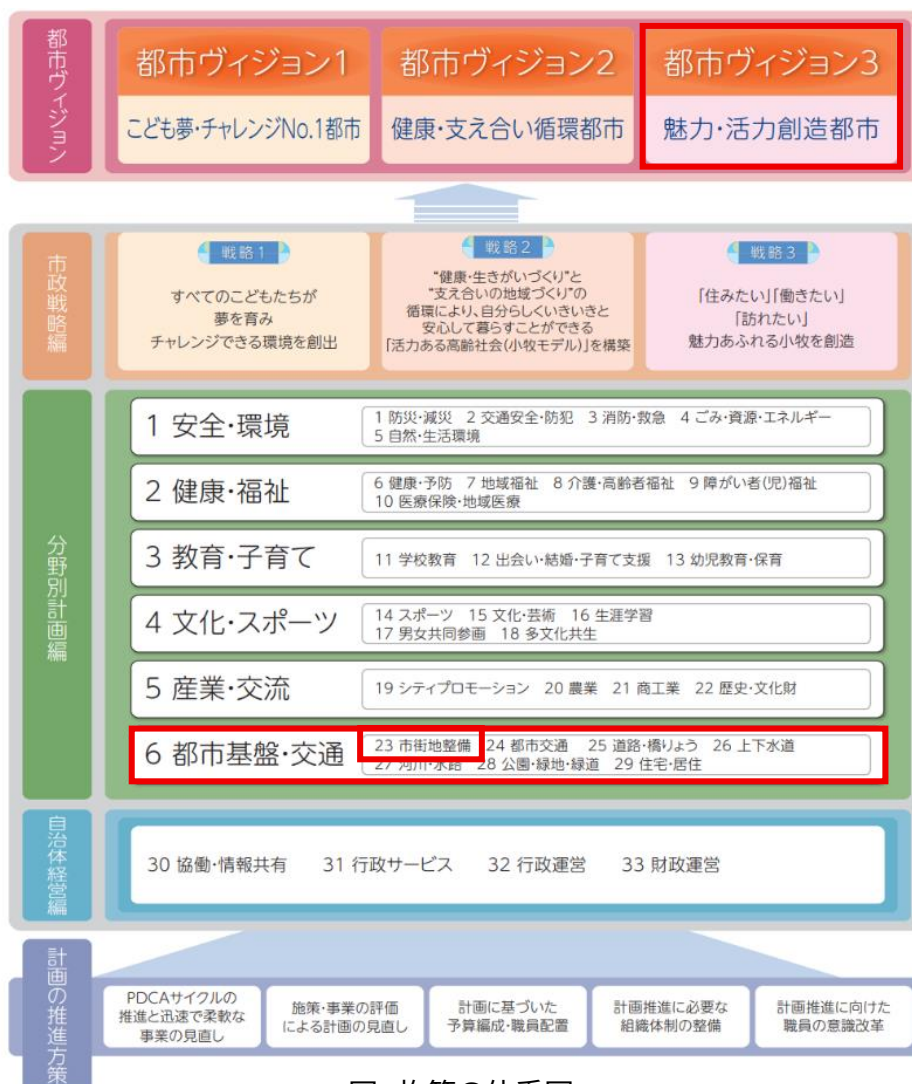 都市ヴィジョン
都市ヴィジョン1
こども夢・チャレンジNo.1都市
都市ヴィジョン2
健康・支え合い循環都市
都市ヴィジョン3
魅力・活力創造都市
市政戦略編
戦略1
すべてのこどもたちが
夢を育み
チャレンジできる環境を創出
戦略2
“健康・生きがいづくり”と
“支え合いの地域づくり”の
循環により、自分らしくいきいきと
安心して暮らすことができる
「活力ある高齢社会(小牧モデル)」を構築
戦略3
「住みたい」「働きたい」
「訪れたい」
魅力あふれる小牧を創造
分野別計画編
1 安全・環境
1 防災・減災 2 交通安全・防犯 3 消防・救急 4 ごみ・資源・エネルギー
5 自然・生活環境
2 健康・福祉
6 健康・予防 7 地域福祉 8 介護・高齢者福祉 9 障がい者(児)福祉
10 医療保険・地域医療
3 教育・子育て
11 学校教育 12 出会い・結婚・子育て支援 13 幼児教育・保育
4 文化・スポーツ
14 スポーツ 15 文化・芸術 16 生涯学習
17 男女共同参画 18 多文化共生
5 産業・交流
19 シティプロモーション 20 農業 21 商工業 22 歴史・文化財
6 都市基盤・交通
23 市街地整備 24 都市交通 25 道路・橋りょう 26 上下水道
27 河川・水路 28 公園・緑地・緑道 29 住宅・居住
自治体経営編
30 協働・情報共有 31 行政サービス 32 行政運営 33 財政運営
計画の推進方策
PDCAサイクルの
推進と迅速で柔軟な
事業の見直し
施策・事業の評価
による計画の見直し
計画に基づいた
予算編成・職員配置
計画推進に必要な
組織体制の整備
計画推進に向けた
職員の意識改革